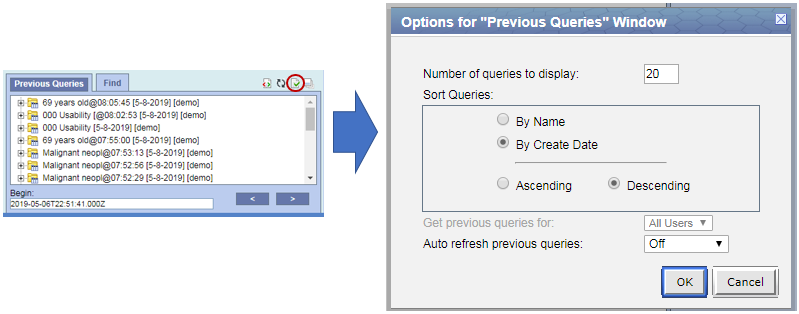 Previous Queries Find
69 years old@08:05:45 [5-8-2019] [demo]
000 Usability [@08:02:53 [5-8-2019] [demo]
000 Usability [5-8-2019] [demo]
69 years old@07:55:00 [5-8-2019] [demo]
Malignant neopl@07:53:13 [5-8-2019] [demo]
Malignant neopl@07:52:56 [5-8-2019] [demo]
Malignant neopl@07:52:29 [5-8-2019] [demo]
Begin:
2019-05-06T22:51:41.000Z
< >
Options for "Previous Queries" Window
Number of queries to display: 20
Sort Queries:
By Name
By Create Date
Ascending Descending
Get previous queries for: All Users
Auto refresh previous queries: Off
OK Cancel